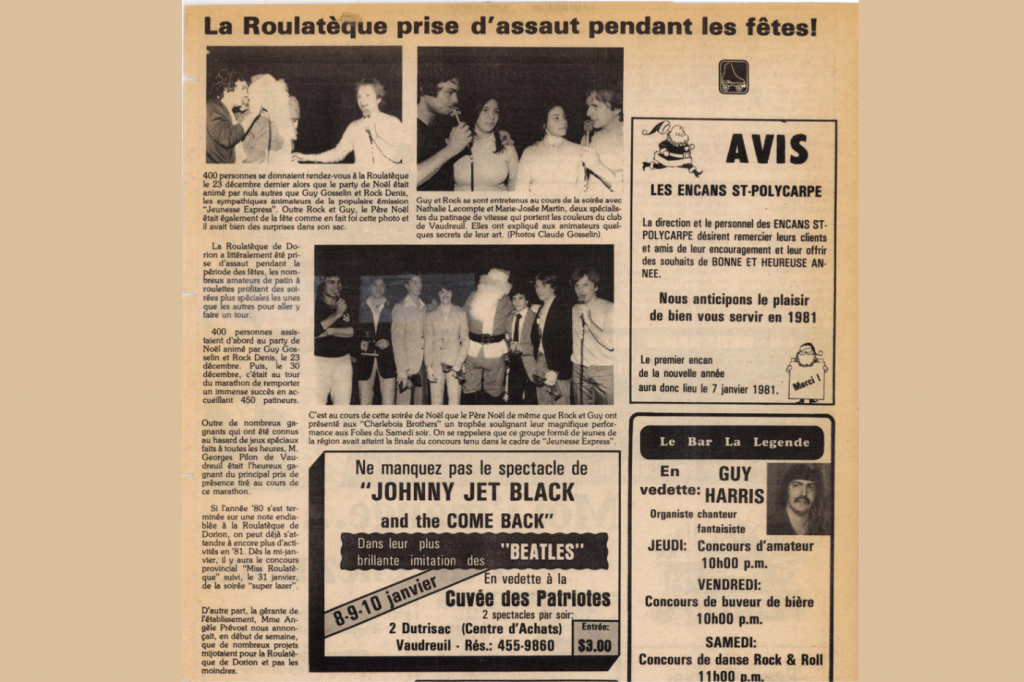 La Roulatèque prise d'assaut pendant les fêtes!
400 personnes se donnaient rendez-vous à la Roulatèque
le 23 décembre dernier alors que le party de Noël était
animé par nuls autres que Guy Gosselin et Rock Denis,
les sympathiques animateurs de la populaire émission
"Jeunesse Express". Outre Rock et Guy, le Père Noël
était également de la fête comme en fait foi cette photo et
il avait bien des surprises dans son sac.
Guy et Rock se sont entretenus au cours de la soirée avec
Nathalie Lecompte et Marie-Josée Martin, deux spécialis-
tes du patinage de vitesse qui portent les couleurs du club
de Vaudreuil. Elles ont expliqué aux animateurs quel-
ques secrets de leur art. (Photos Claude Gosselin)
La Roulatèque de Do-
rion a littéralement été pri-
se d'assaut pendant la
période des fêtes, les nom-
breux amateurs de patin à
roulettes profitant des soi-
rées plus spéciales les unes
que les autres pour aller y
faire un tour.
400 personnes assis-
taient d'abord au party de
Noël animé par Guy Gos-
selin et Rock Denis, le 23
décembre. Puis, le 30
décembre, c'était au tour
du marathon de remporter
un immense succès en ac-
cueillant 450 patineurs.
Outre de nombreux ga-
gnants qui ont été connus
au hasard de jeux spéciaux
faits à toutes les heures, M.
Georges Pilon de Vau-
dreuil était l'heureux ga-
gnant du principal prix de
présence tiré au cours de
ce marathon.
Si l'année '80 s'est ter-
minée sur une note endia-
blée à la Roulatèque de
Dorion, on peut déjà s'at-
tendre à encore plus d'acti-
vités en '81. Dès la mi-jan-
vier, il y aura le concours
provincial "Miss Roulatè-
que" suivi, le 31 janvier,
de la soirée "super lazer".
D'autre part, la gérante de
l'établissement, Mme An-
gèle Prévost nous annon-
çait, en début de semaine,
que de nombreux projets
mijotaient pour la Roulatè-
que de Dorion et pas les
moindres.
C'est au cours de cette soirée de Noël que le Père Noël de même que Rock et Guy ont
présenté aux "Charlebois Brothers" un trophée soulignant leur magnifique perfor-
mance aux Folies du Samedi soir. On se rappelera que ce groupe formé de jeunes de
la région avait atteint la finale du concours tenu dans le cadre de "Jeunesse Express".
Ne manquez pas le spectacle de
"JOHNNY JET BLACK
and the COME BACK"
Dans leur plus
brillante imitation des "BEATLES"
8-9-10 janvier
En vedette à la
Cuvée des Patriotes
2 spectacles par soir:
2 Dutrisac (Centre d'Achats)
Vaudreuil - Rés.: 455-9860
Entrée:
$3.00
AVIS
LES ENCANS ST-POLYCARPE
La direction et le personnel des ENCANS ST-
POLYCARPE désirent remercier leurs clients
et amis de leur encouragement et leur offrir
des souhaits de BONNE ET HEUREUSE AN-
NEE.
Nous anticipons le plaisir
de bien vous servir en 1981
Le premier encan
de la nouvelle année
aura donc lieu le 7 janvier 1981.
Merci !
Le Bar La Legende
En
vedette:
GUY
HARRIS
Organiste chanteur
fantaisiste
JEUDI: Concours d'amateur
10h00 p.m.
VENDREDI:
Concours de buveur de bière
10h00 p.m.
SAMEDI:
Concours de danse Rock & Roll
11h00 p.m.